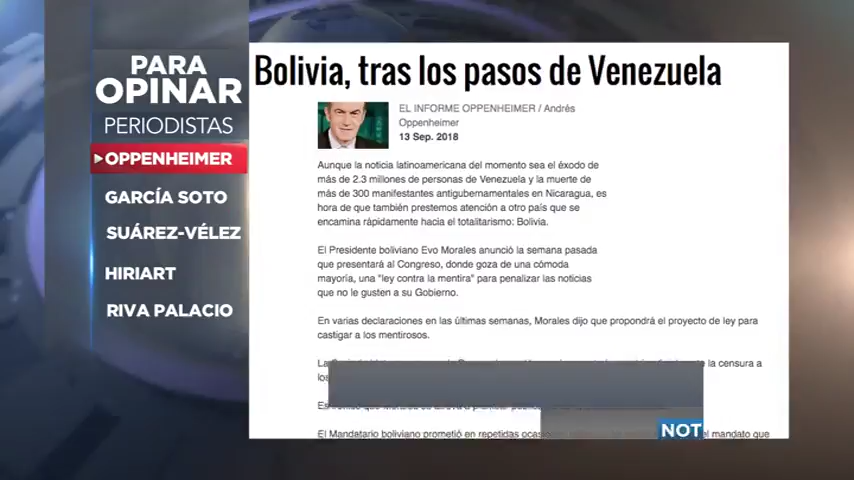 PARA
OPINAR
PERIODISTAS
OPPENHEIMER
GARCÍA SOTO
SUÁREZ-VÉLEZ
HIRIART
RIVA PALACIO
Bolivia, tras los pasos de Venezuela
EL INFORME OPPENHEIMER / Andrés
Oppenheimer
13 Sep. 2018
Aunque la noticia latinoamericana del momento sea el éxodo de
más de 2.3 millones de personas de Venezuela y la muerte de
más de 300 manifestantes antigubernamentales en Nicaragua, es
hora de que también prestemos atención a otro país que se
encamina rápidamente hacia el totalitarismo: Bolivia.
El Presidente boliviano Evo Morales anunció la semana pasada
que presentará al Congreso, donde goza de una cómoda
mayoría, una "ley contra la mentira" para penalizar las noticias
que no le gusten a su Gobierno.
En varias declaraciones en las últimas semanas, Morales dijo que propondrá el proyecto de ley para
castigar a los mentirosos.
la censura a
los
El Mandatario boliviano prometió en repetidas el mandato que
NOT